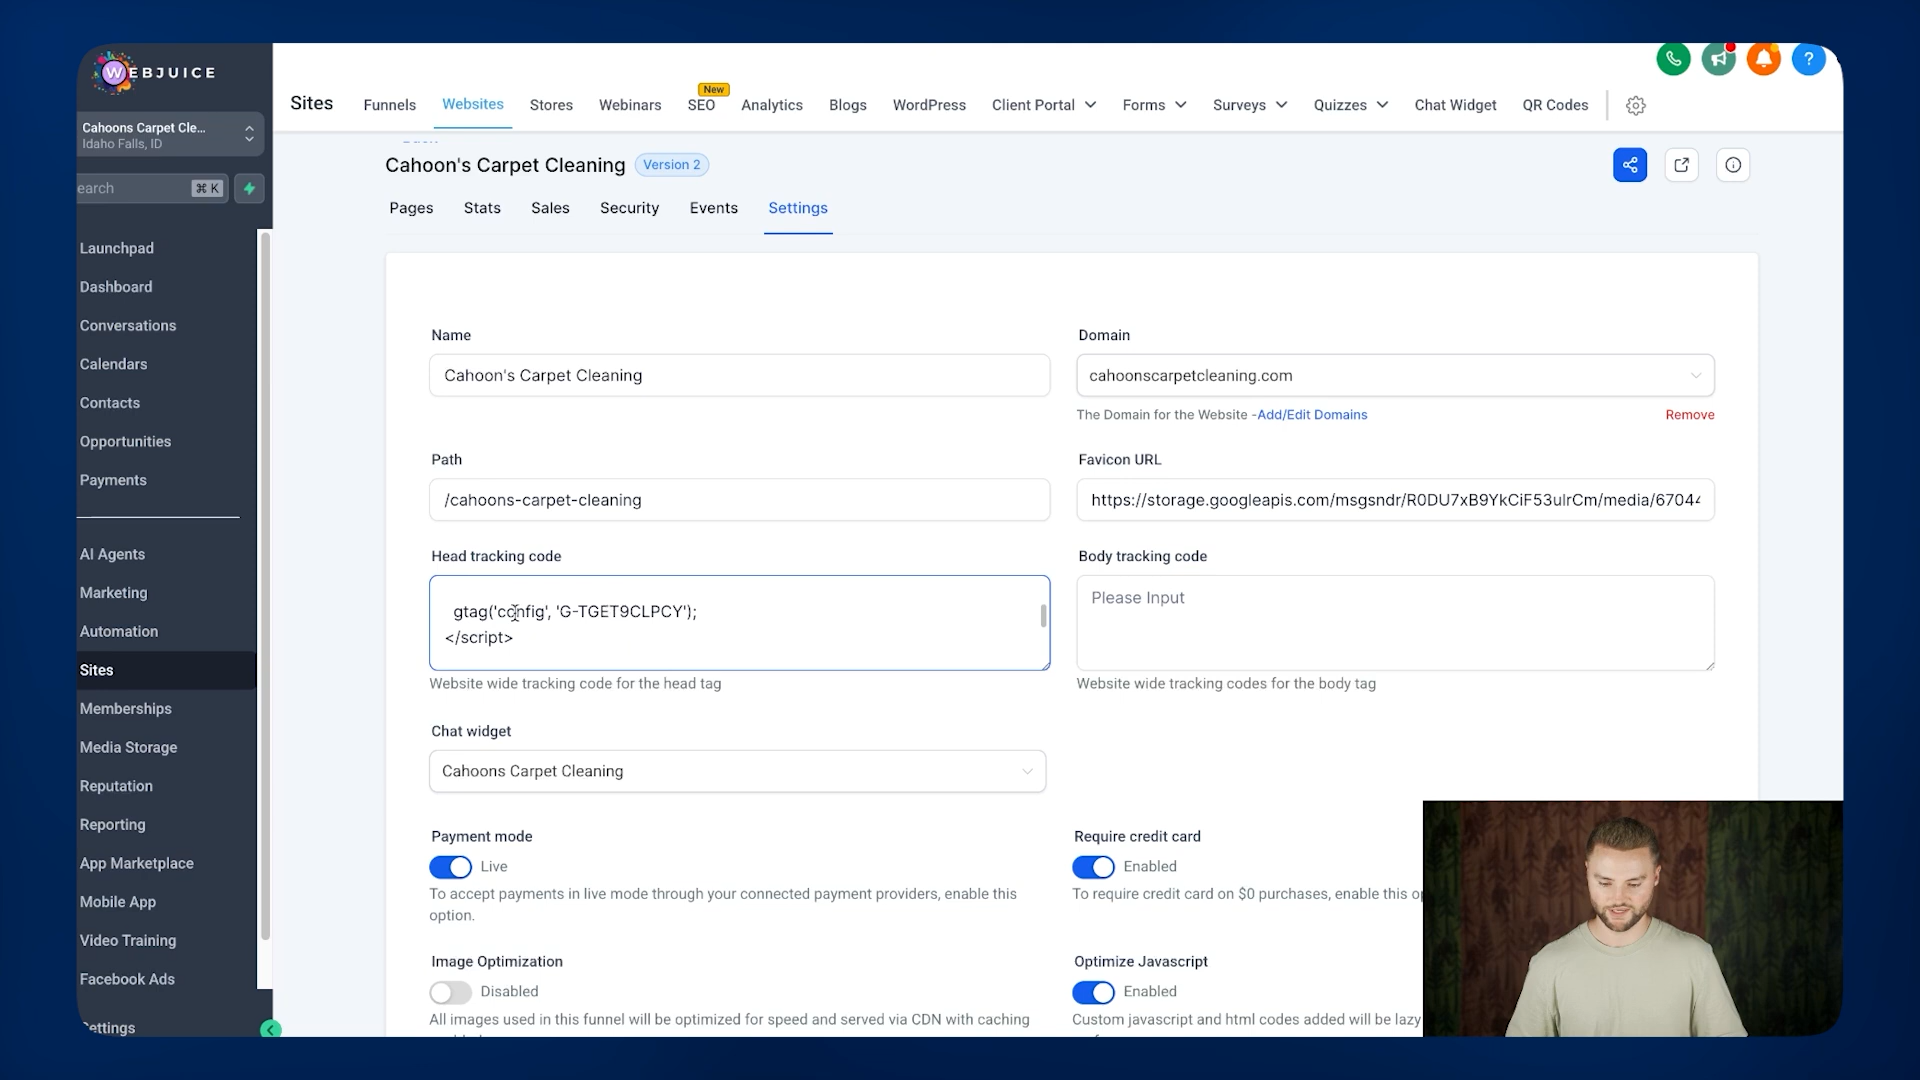 WEBJUICE
Cahoons Carpet Cle...
Idaho Falls, ID
earch
⌘ K
Launchpad
Dashboard
Conversations
Calendars
Contacts
Opportunities
Payments
AI Agents
Marketing
Automation
Sites
Memberships
Media Storage
Reputation
Reporting
App Marketplace
Mobile App
Video Training
Facebook Ads
ettings
Sites
Funnels
Websites
Stores
Webinars
New
SEO
Analytics
Blogs
WordPress
Client Portal
Forms
Surveys
Quizzes
Chat Widget
QR Codes
?
Cahoon's Carpet Cleaning
Version 2
Pages
Stats
Sales
Security
Events
Settings
Name
Cahoon's Carpet Cleaning
Domain
cahoonscarpetcleaning.com
The Domain for the Website -Add/Edit Domains
Remove
Path
/cahoons-carpet-cleaning
Favicon URL
https://storage.googleapis.com/msgsndr/R0DU7xB9YkCiF53ulrCm/media/67044
Head tracking code
gtag('config', 'G-TGET9CLPCY');
</script>
Website wide tracking code for the head tag
Body tracking code
Please Input
Website wide tracking codes for the body tag
Chat widget
Cahoons Carpet Cleaning
Payment mode
Live
To accept payments in live mode through your connected payment providers, enable this
option.
Require credit card
Enabled
To require credit card on $0 purchases, enable this op
Image Optimization
Disabled
All images used in this funnel will be optimized for speed and served via CDN with caching
Optimize Javascript
Enabled
Custom javascript and html codes added will be lazy